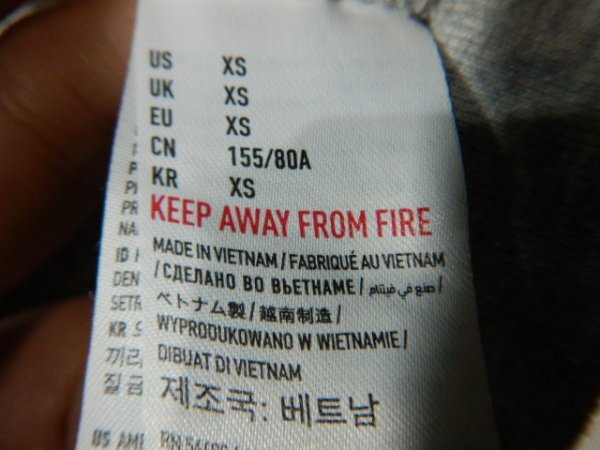 US XS
UK XS
EU XS
CN 155/80A
KR XS
KEEP AWAY FROM FIRE
MADE IN VIETNAM / FABRIQUÉ AU VIETNAM
/ СДЕЛАНО ВО ВЬЕТНАМЕ / صنع في فيتنام /
ベトナム製 / 越南制造 /
WYPRODUKOWANO W WIETNAMIE /
DIBUAT DI VIETNAM
제조국: 베트남